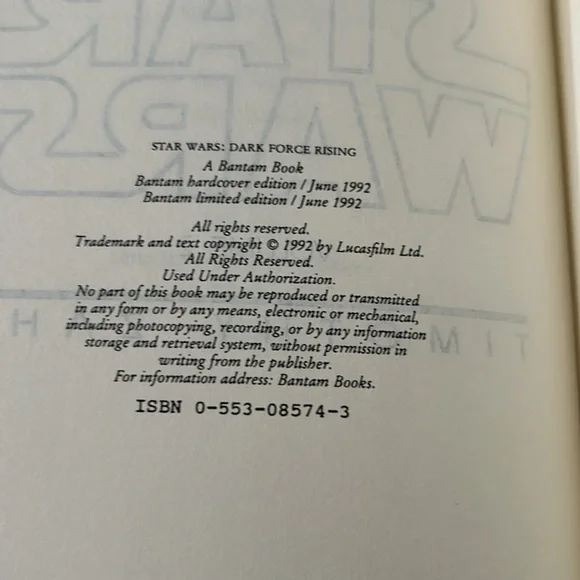 STAR WARS: DARK FORCE RISING
A Bantam Book
Bantam hardcover edition / June 1992
Bantam limited edition / June 1992
All rights reserved.
Trademark and text copyright © 1992 by Lucasfilm Ltd.
All Rights Reserved.
Used Under Authorization.
No part of this book may be reproduced or transmitted
in any form or by any means, electronic or mechanical,
including photocopying, recording, or by any information
storage and retrieval system, without permission in
writing from the publisher.
For information address: Bantam Books.
ISBN 0-553-08574-3